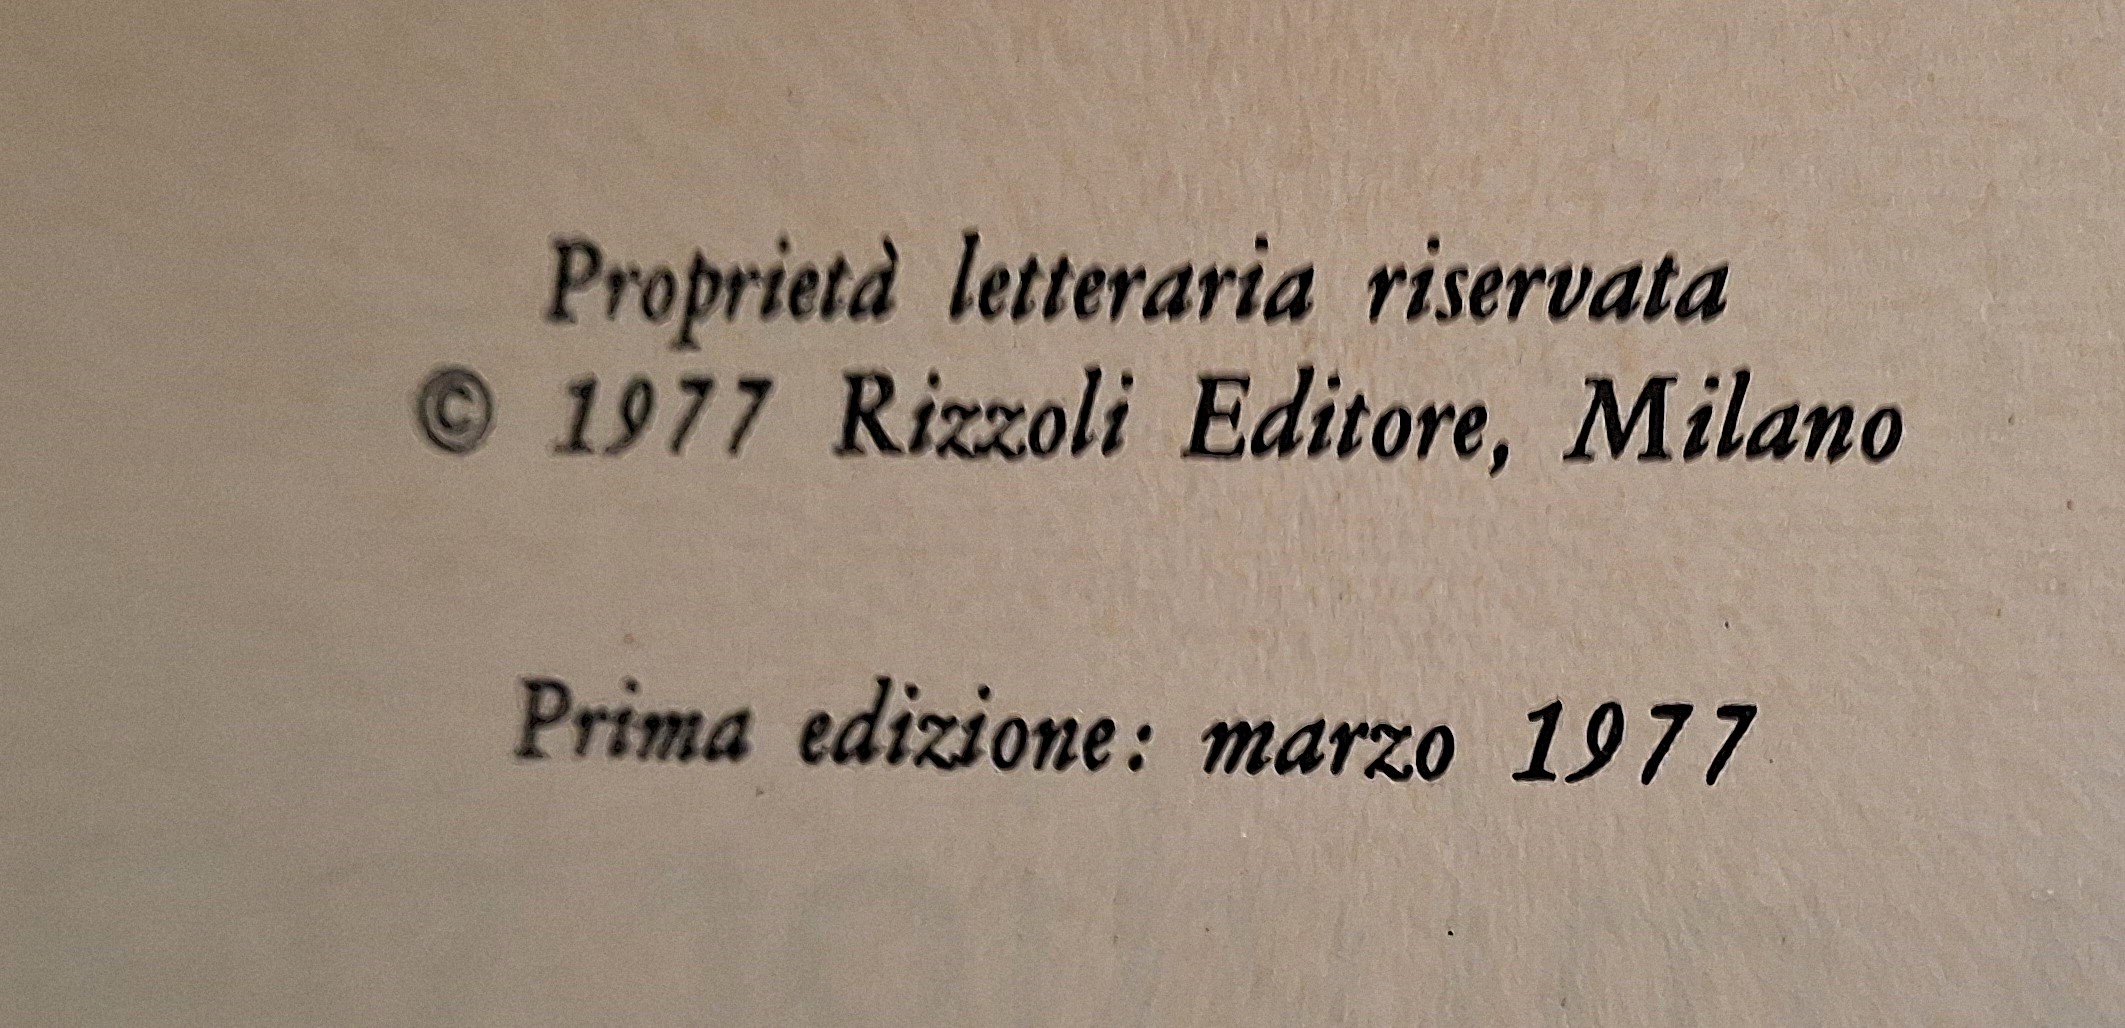 Proprietà letteraria riservata
© 1977 Rizzoli Editore, Milano
Prima edizione: marzo 1977